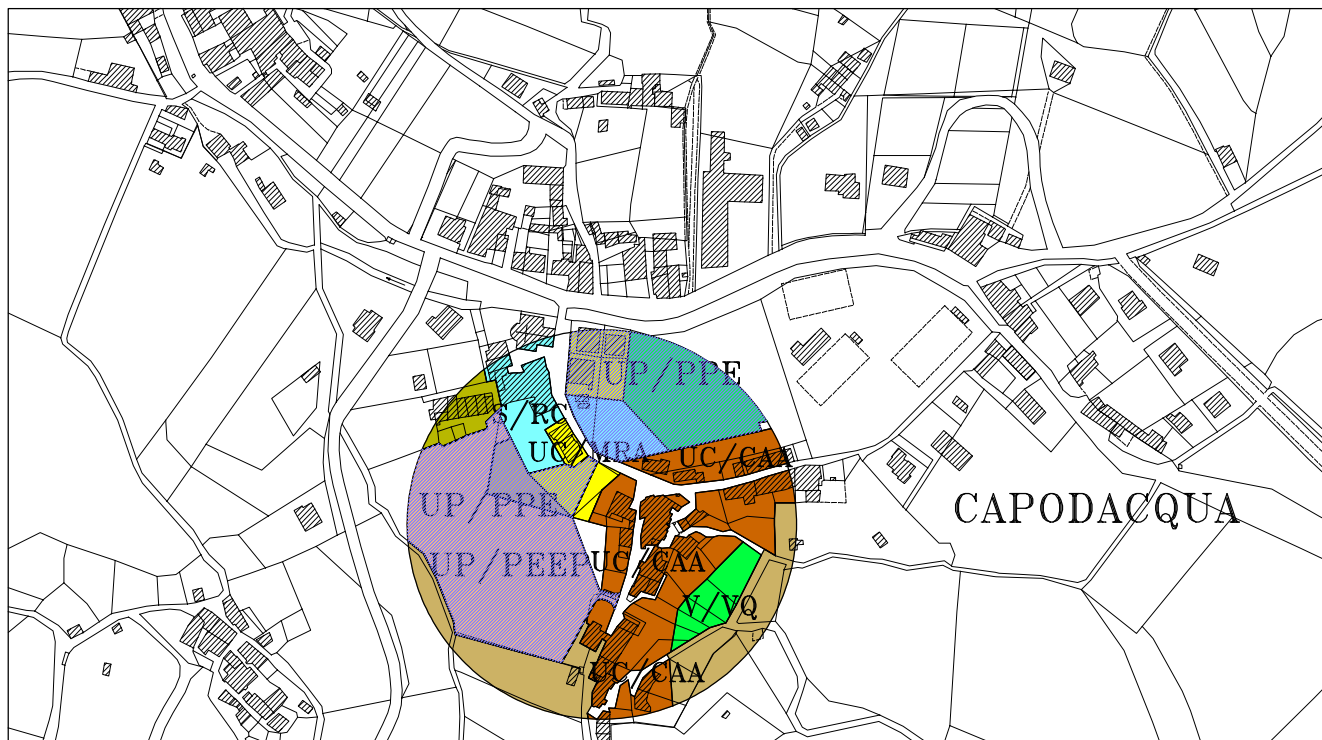 UP/PPE
S/RC
UC/MRA
UC/CAA
UP/PPE
CAPODACQUA
UP/PEEP
UC/CAA
V/VQ
UC/CAA